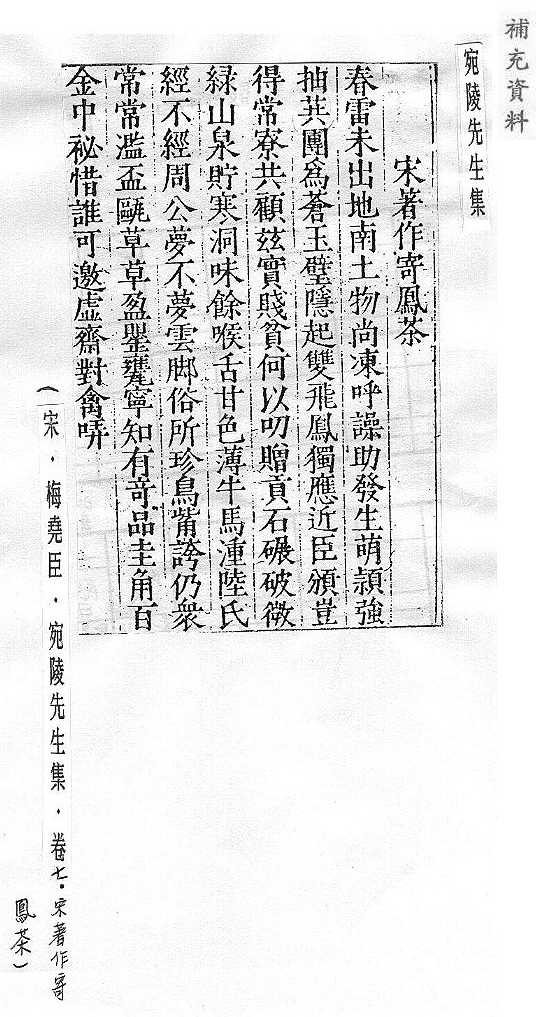 補充資料
宛陵先生集
宋著作寄鳳茶
春雷未出地南土物尚凍呼譟助發生萌穎強
抽萁團為蒼玉璧隱起雙飛鳳獨應近臣頒豈
得常寮共顧茲實賤貧何以叨贈貢石碾破微
緑山泉貯寒洞味餘喉舌甘色薄牛馬湩陸氏
經不經周公夢不夢雲脚俗所珍鳥觜誇仍衆
常常濫盃甌草草盈罌甕寧知有竒品圭角百
金中祕惜誰可邀虛齋對禽哢
（宋．梅堯臣．宛陵先生集．卷七．宋著作寄
鳳茶）